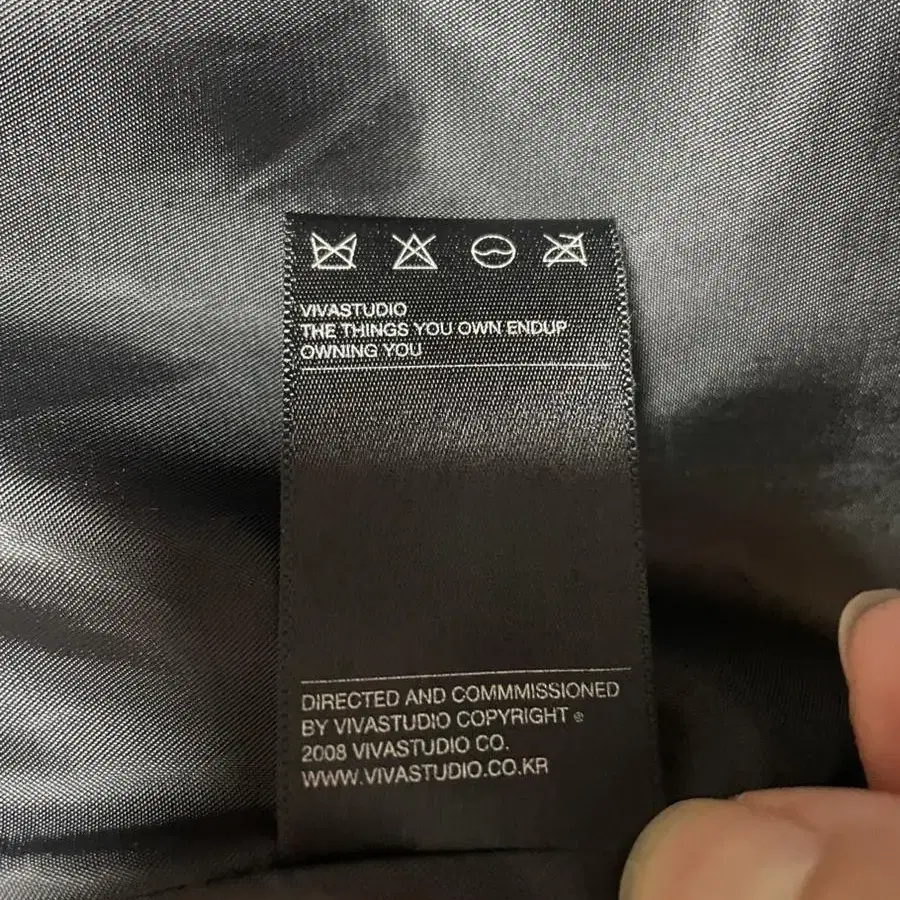 VIVASTUDIO
THE THINGS YOU OWN ENDUP
OWNING YOU
DIRECTED AND COMMMISSIONED
BY VIVASTUDIO COPYRIGHT ©
2008 VIVASTUDIO CO.
WWW.VIVASTUDIO.CO.KR